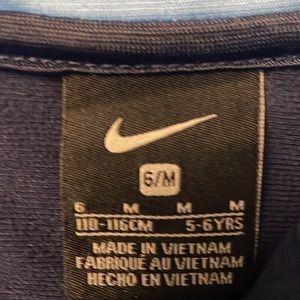 6/M
6 M M M
110-116CM 5-6YRS
MADE IN VIETNAM
FABRIQUÉ AU VIETNAM
HECHO EN VIETNAM